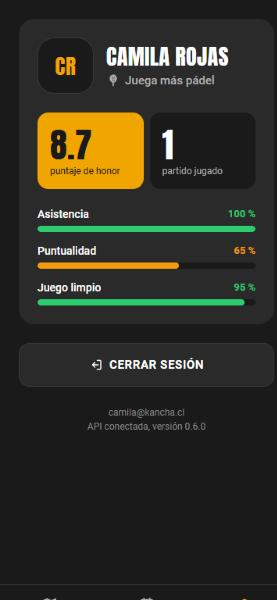 CR
CAMILA ROJAS
Juega más pádel
8.7
puntaje de honor
1
partido jugado
Asistencia 100 %
Puntualidad 65 %
Juego limpio 95 %
CERRAR SESIÓN
camila@kancha.cl
API conectada, versión 0.6.0